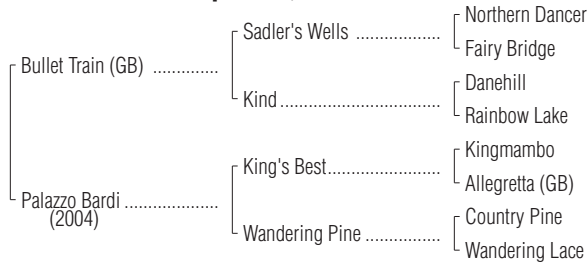 Northern Dancer
Sadler's Wells ..................
Fairy Bridge
Bullet Train (GB) ..............
Danehill
Kind ....................................
Rainbow Lake
Kingmambo
King's Best.........................
Allegretta (GB)
Palazzo Bardi ....................
(2004)
Country Pine
Wandering Pine ................
Wandering Lace